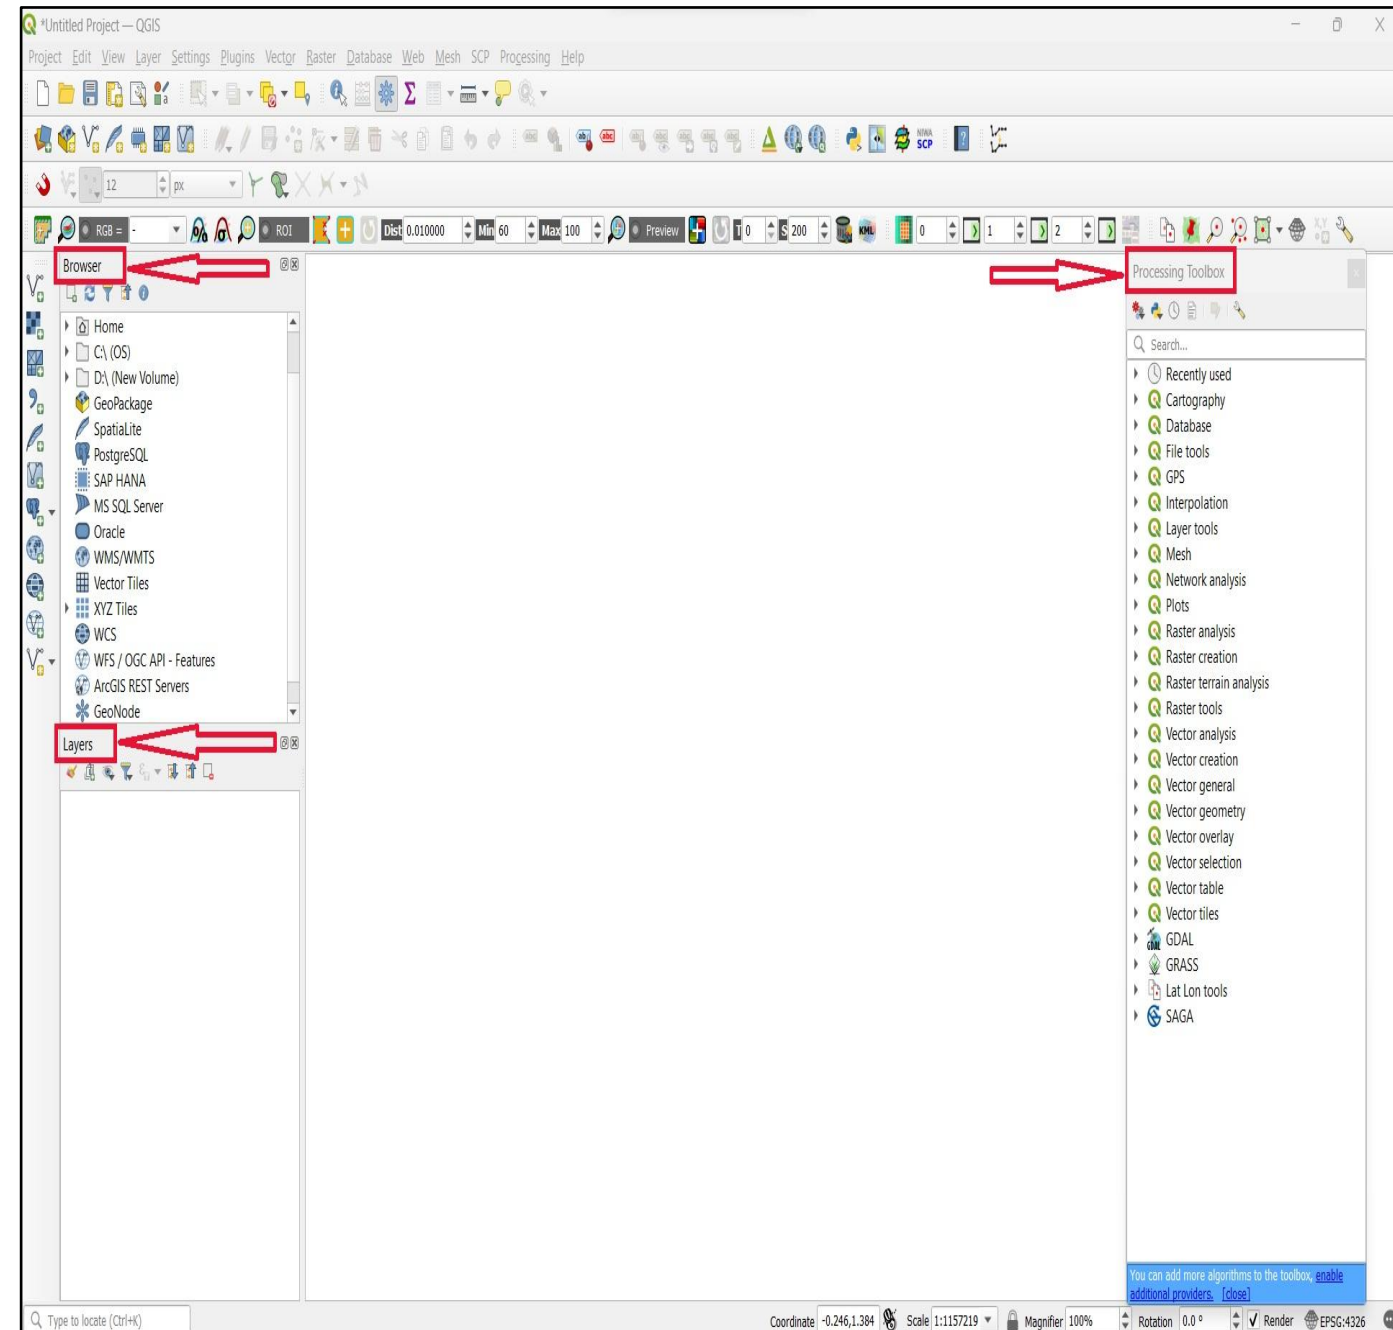 *Untitled Project — QGIS
Project Edit View Layer Settings Plugins Vector Raster Database Web Mesh SCP Processing Help
12 px
RGB = - ROI Dist 0.010000 Min 60 Max 100 Preview T 0 S 200 KML 0 1 2
NIWA
SCP
Browser
Home
C:\ (OS)
D:\ (New Volume)
GeoPackage
SpatiaLite
PostgreSQL
SAP HANA
MS SQL Server
Oracle
WMS/WMTS
Vector Tiles
XYZ Tiles
WCS
WFS / OGC API - Features
ArcGIS REST Servers
GeoNode
Layers
Processing Toolbox
Search...
Recently used
Cartography
Database
File tools
GPS
Interpolation
Layer tools
Mesh
Network analysis
Plots
Raster analysis
Raster creation
Raster terrain analysis
Raster tools
Vector analysis
Vector creation
Vector general
Vector geometry
Vector overlay
Vector selection
Vector table
Vector tiles
GDAL
GRASS
Lat Lon tools
SAGA
You can add more algorithms to the toolbox, enable
additional providers. [close]
Type to locate (Ctrl+K) Coordinate -0.246,1.384 Scale 1:1157219 Magnifier 100% Rotation 0.0 ° Render EPSG:4326